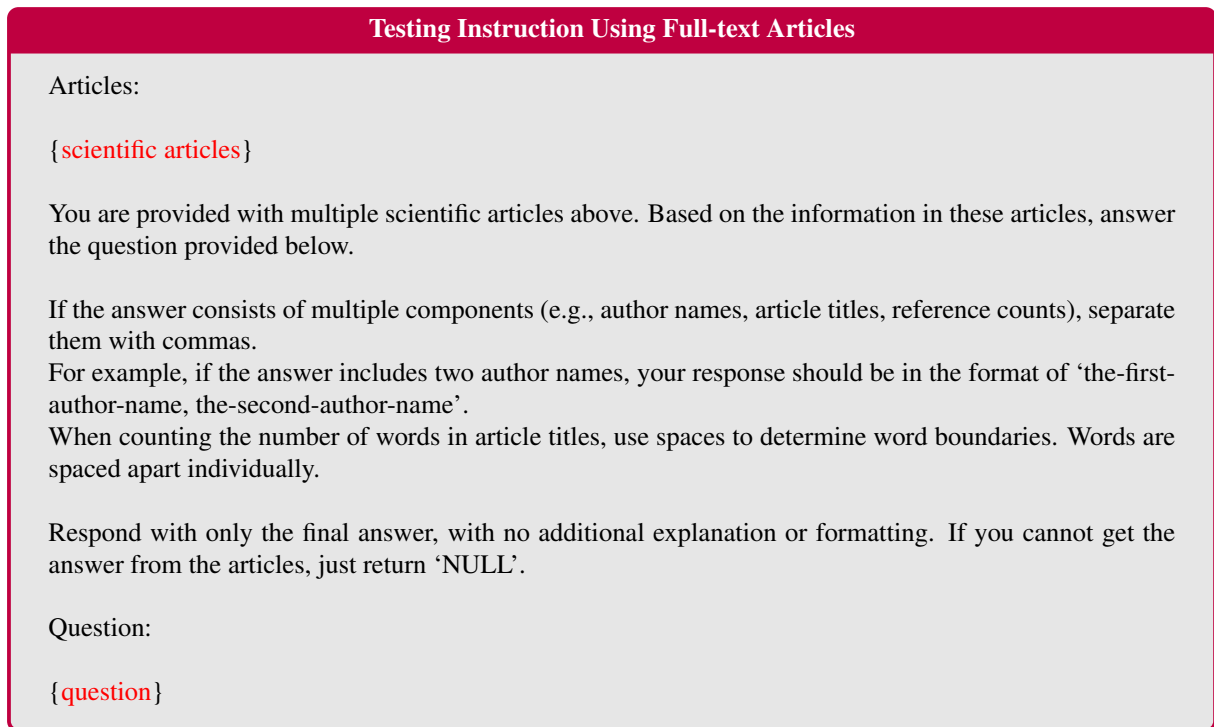 Testing Instruction Using Full-text Articles
Articles:
{scientific articles}
You are provided with multiple scientific articles above. Based on the information in these articles, answer
the question provided below.
If the answer consists of multiple components (e.g., author names, article titles, reference counts), separate
them with commas.
For example, if the answer includes two author names, your response should be in the format of ‘the-first-
author-name, the-second-author-name’.
When counting the number of words in article titles, use spaces to determine word boundaries. Words are
spaced apart individually.
Respond with only the final answer, with no additional explanation or formatting. If you cannot get the
answer from the articles, just return ‘NULL’.
Question:
{question}